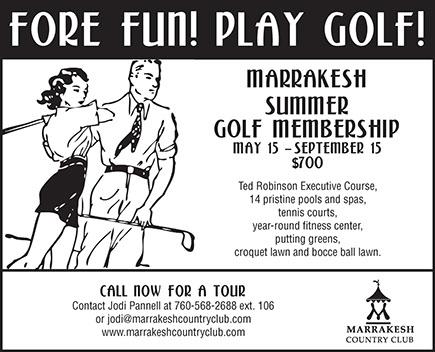 FORE FUN! PLAY GOLF!
MARRAKESH
SUMMER
GOLF MEMBERSHIP
MAY 15 – SEPTEMBER 15
$700
Ted Robinson Executive Course,
14 pristine pools and spas,
tennis courts,
year-round fitness center,
putting greens,
croquet lawn and bocce ball lawn.
CALL NOW FOR A TOUR
Contact Jodi Pannell at 760-568-2688 ext. 106
or jodi@marrakeshcountryclub.com
www.marrakeshcountryclub.com
MARRAKESH
COUNTRY CLUB